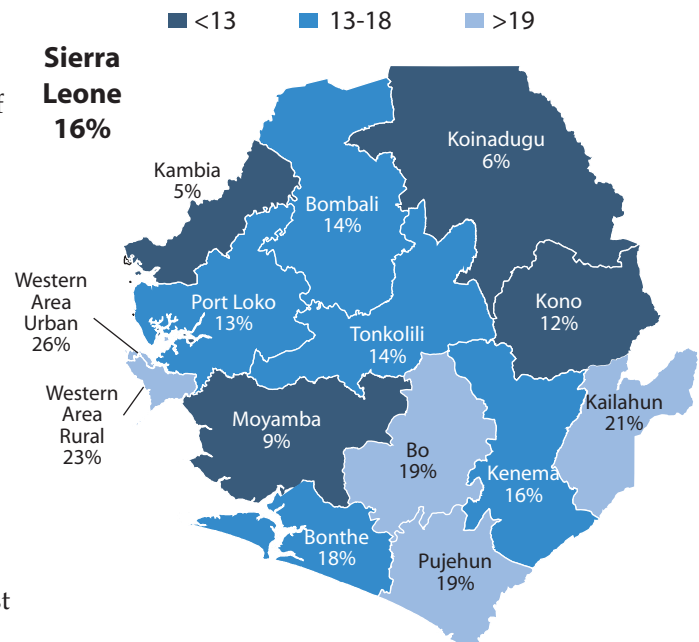 <13 13-18 >19
Sierra
Leone
16%
f
Koinadugu
6%
Kambia
5%
Bombali
14%
Western
Area
Urban
26%
Port Loko
13%
Kono
12%
Tonkolili
14%
Western
Area
Rural
23%
Kailahun
21%
Moyamba
9%
Bo
19%
Kenema
16%
Bonthe
18%
Pujehun
19%
st